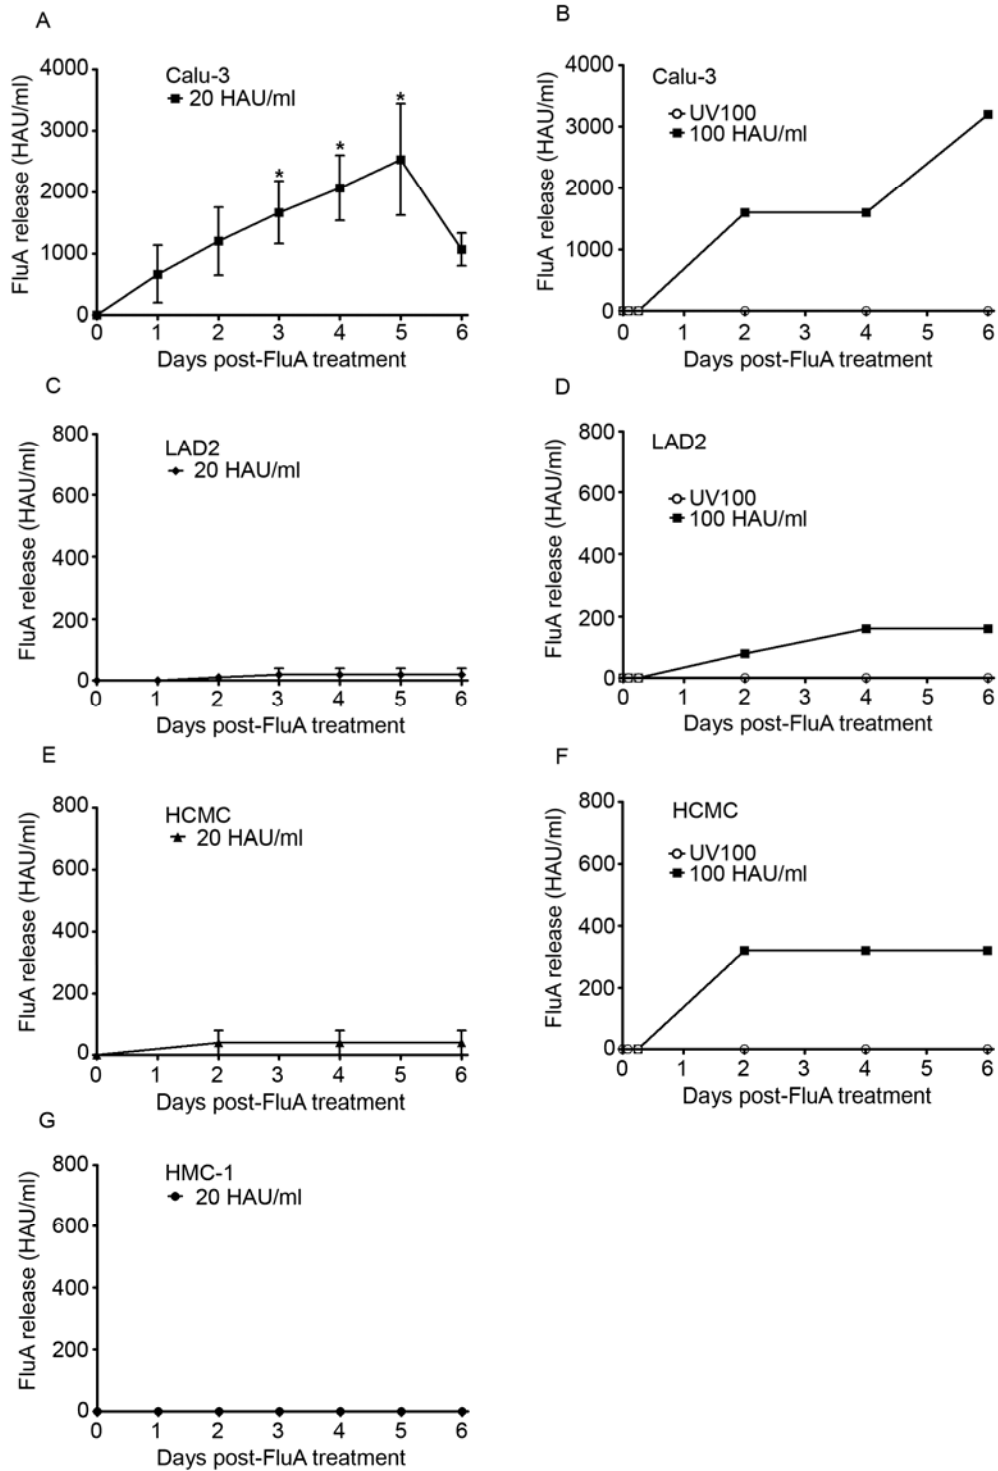 A
Calu-3
20 HAU/ml
FluA release (HAU/ml)
4000
3000
2000
1000
0
* * *
0 1 2 3 4 5 6
Days post-FluA treatment
B
Calu-3
UV100
100 HAU/ml
FluA release (HAU/ml)
4000
3000
2000
1000
0
0 1 2 3 4 5 6
Days post-FluA treatment
C
LAD2
20 HAU/ml
FluA release (HAU/ml)
800
600
400
200
0
0 1 2 3 4 5 6
Days post-FluA treatment
D
LAD2
UV100
100 HAU/ml
FluA release (HAU/ml)
800
600
400
200
0
0 1 2 3 4 5 6
Days post-FluA treatment
E
HCMC
20 HAU/ml
FluA release (HAU/ml)
800
600
400
200
0
0 1 2 3 4 5 6
Days post-FluA treatment
F
HCMC
UV100
100 HAU/ml
FluA release (HAU/ml)
800
600
400
200
0
0 1 2 3 4 5 6
Days post-FluA treatment
G
HMC-1
20 HAU/ml
FluA release (HAU/ml)
800
600
400
200
0
0 1 2 3 4 5 6
Days post-FluA treatment